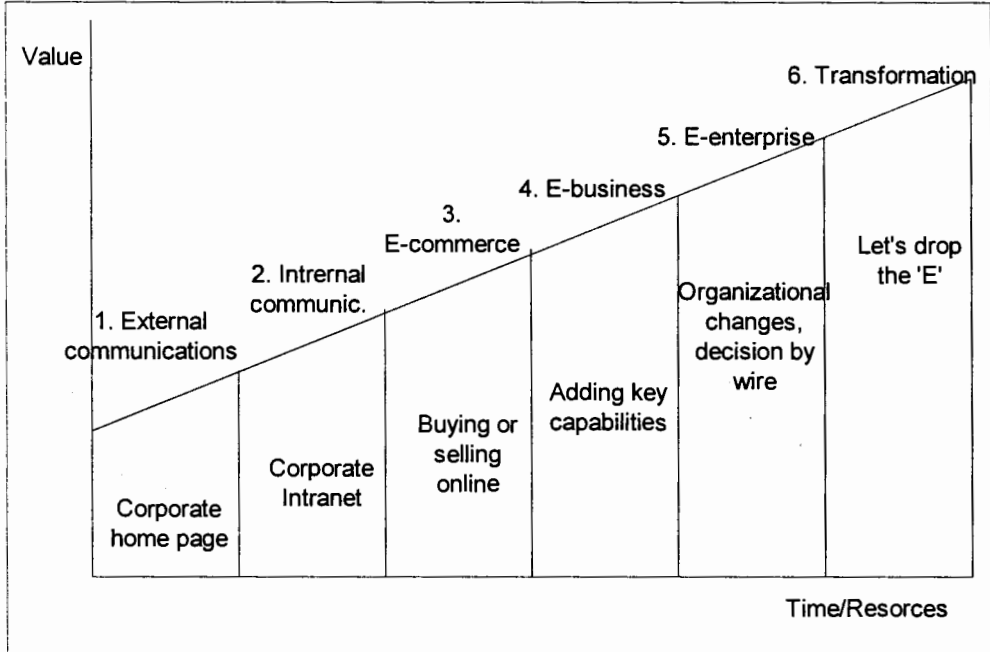 Value
6. Transformation
5. E-enterprise
4. E-business
3.
E-commerce
2. Intrernal
communic.
1. External
communications
Let's drop
the 'E'
Organizational
changes,
decision by
wire
Adding key
capabilities
Buying or
selling
online
Corporate
Intranet
Corporate
home page
Time/Resorces